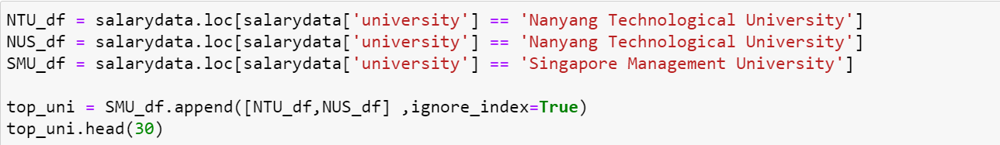 NTU_df = salarydata.loc[salarydata['university'] == 'Nanyang Technological University']
NUS_df = salarydata.loc[salarydata['university'] == 'Nanyang Technological University']
SMU_df = salarydata.loc[salarydata['university'] == 'Singapore Management University']
top_uni = SMU_df.append([NTU_df,NUS_df] ,ignore_index=True)
top_uni.head(30)